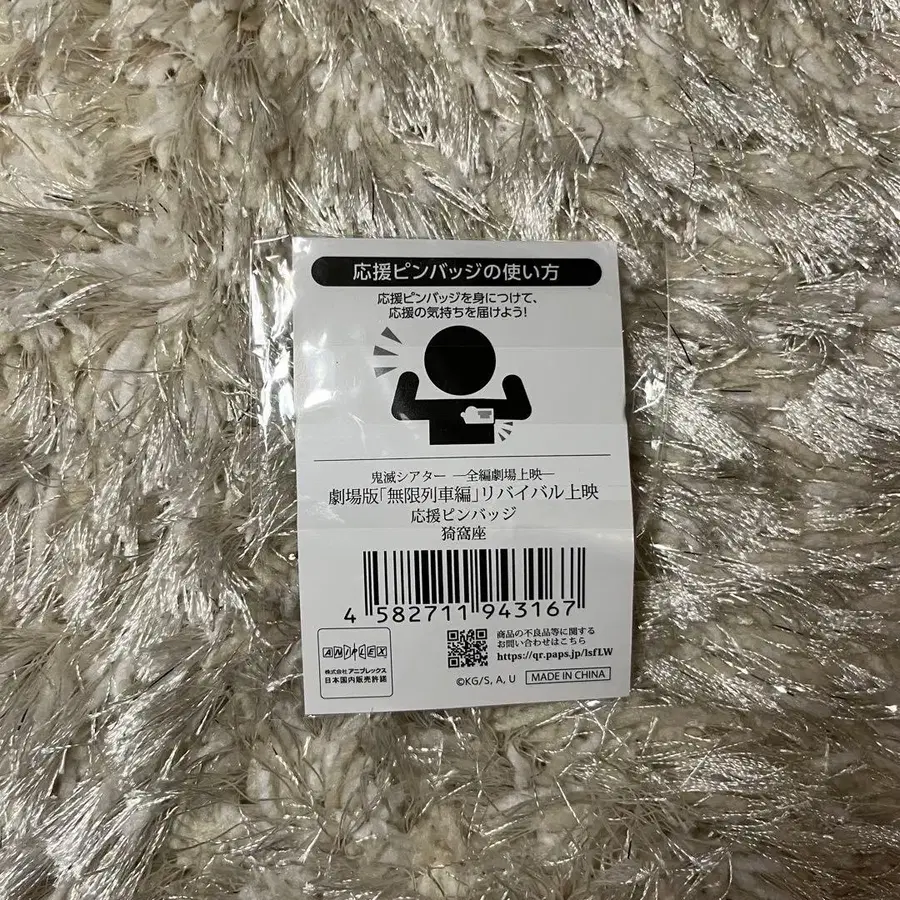 応援ピンバッジの使い方
応援ピンバッジを身につけて、
応援の気持ちを届けよう!
鬼滅シアター ―全編劇場上映―
劇場版「無限列車編」リバイバル上映
応援ピンバッジ
猗窩座
4 582711 943167
商品の不良品等に関する
お問い合わせはこちら
https://qr.paps.jp/lsfLW
ANIPLEX
株式会社 アニプレックス
日本国内販売許諾
©KG/S, A, U
MADE IN CHINA